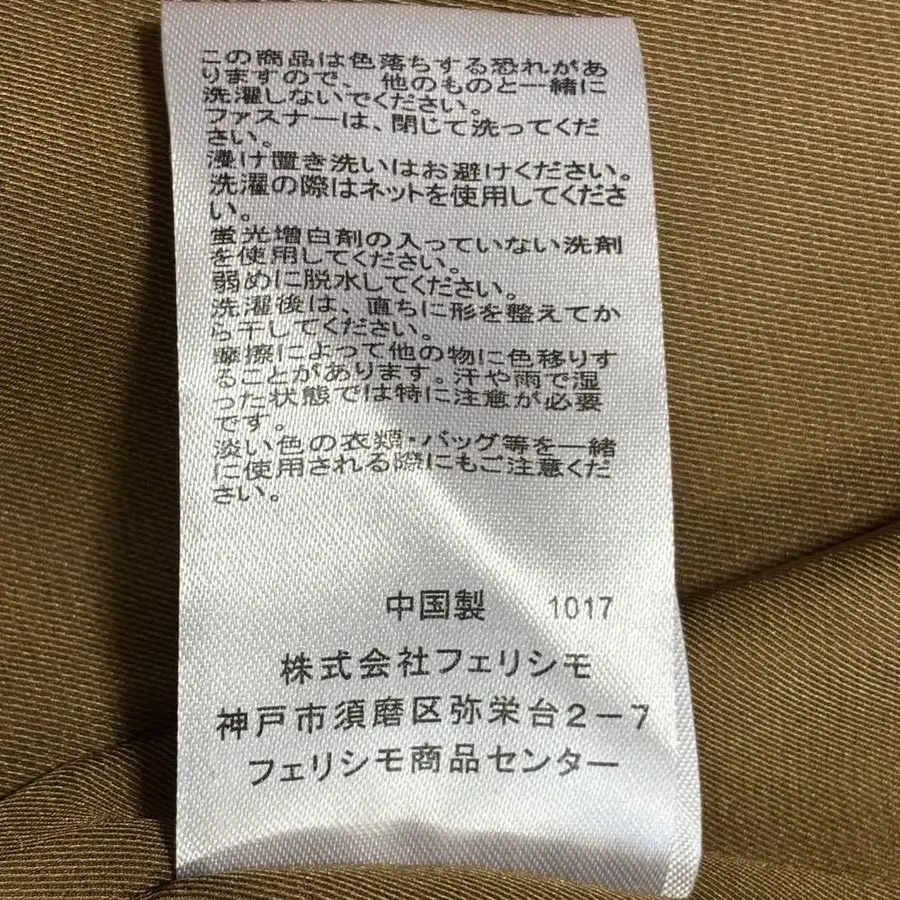 この商品は色落ちする恐れがあ
りますので、他のものと一緒に
洗濯しないでください。
ファスナーは、閉じて洗ってくだ
さい。
浸け置き洗いはお避けください。
洗濯の際はネットを使用してくださ
い。
蛍光増白剤の入っていない洗剤
を使用してください。
弱めに脱水してください。
洗濯後は、直ちに形を整えてか
ら干してください。
摩擦によって他の物に色移りす
ることがあります。汗や雨で湿
った状態では特に注意が必要
です。
淡い色の衣類・バッグ等を一緒
に使用される際にもご注意くだ
さい。
中国製 1017
株式会社フェリシモ
神戸市須磨区弥栄台2-7
フェリシモ商品センター